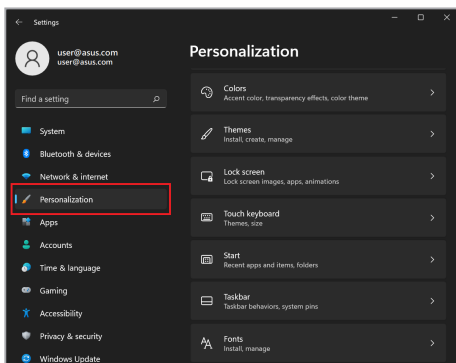 Settings
user@asus.com
user@asus.com
Find a setting
System
Bluetooth & devices
Network & internet
Personalization
Apps
Accounts
Time & language
Gaming
Accessibility
Privacy & security
Windows Update
Personalization
Colors
Accent color, transparency effects, color theme
Themes
Install, create, manage
Lock screen
Lock screen images, apps, animations
Touch keyboard
Themes, size
Start
Recent apps and items, folders
Taskbar
Taskbar behaviors, system pins
Fonts
Install, manage